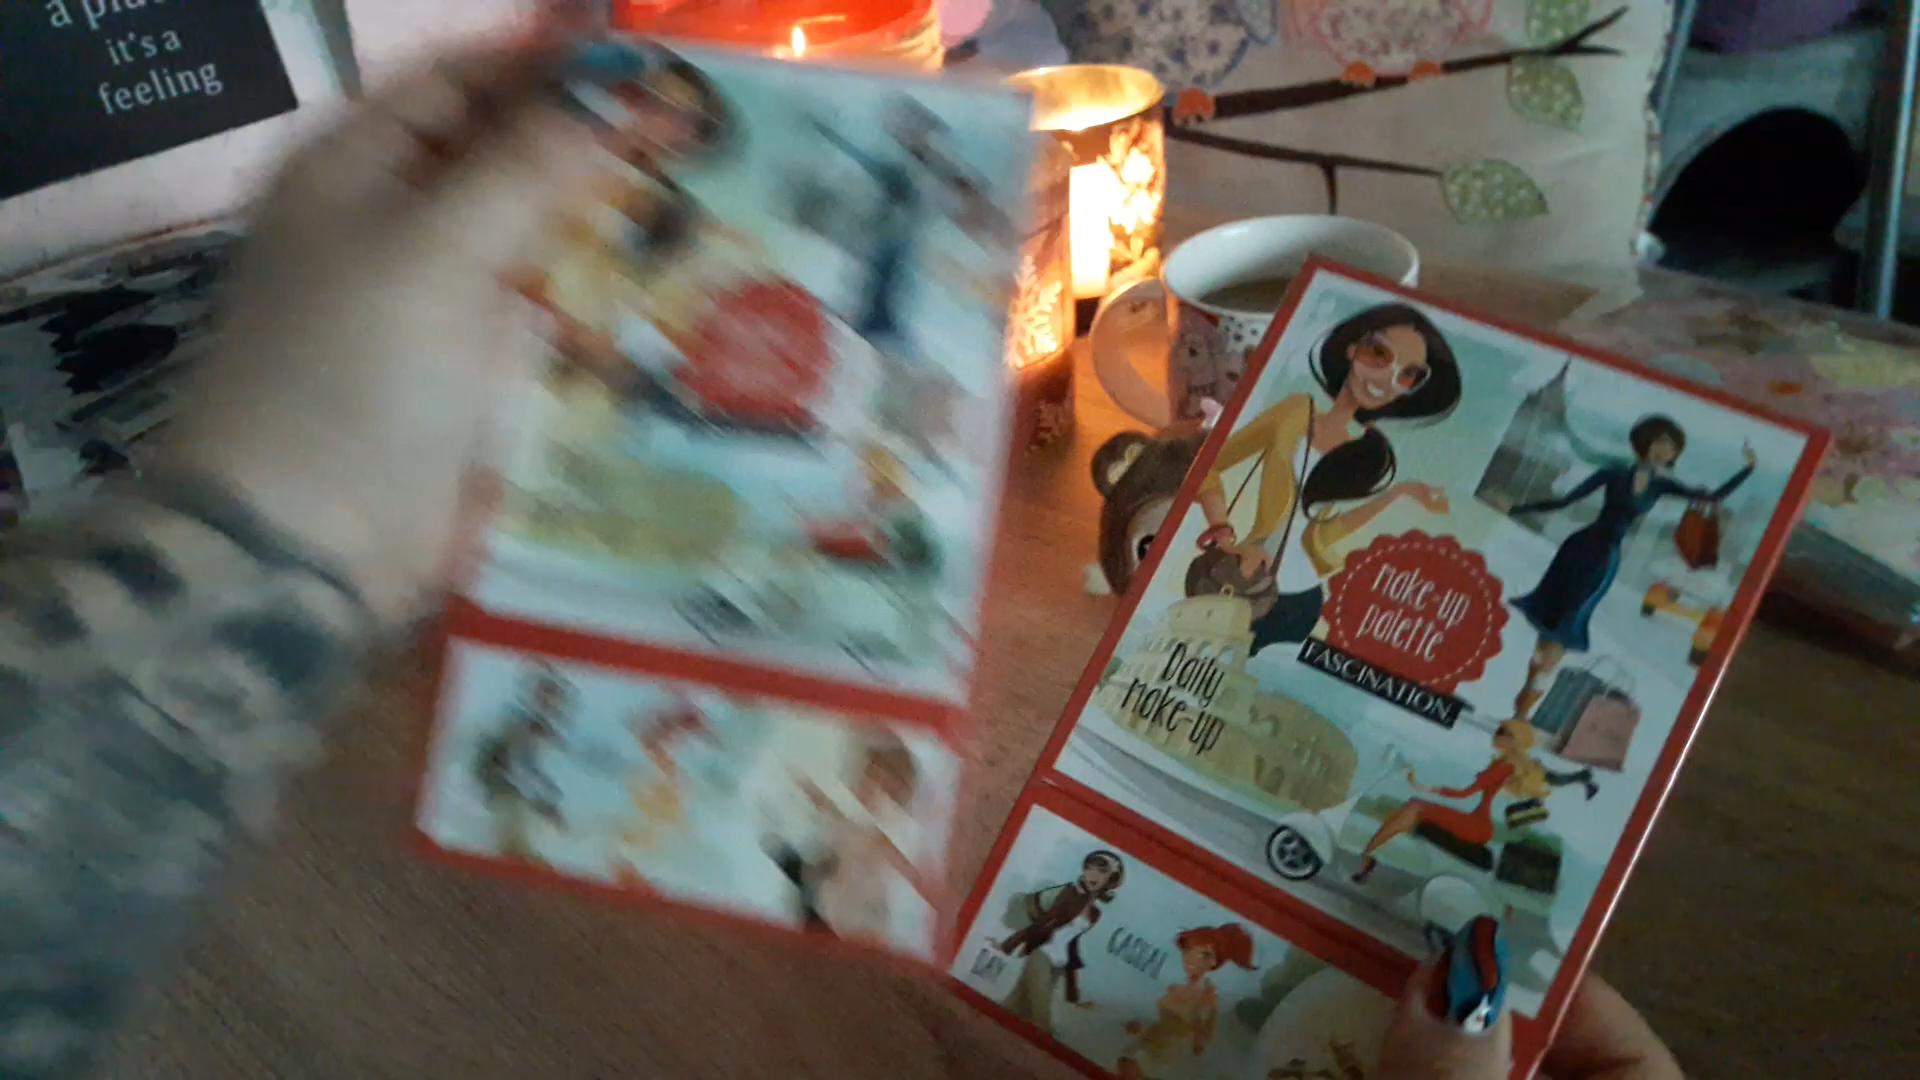 it's a
feeling
make-up
palette
FASCINATION
Daily
make-up
DAY
CASUAL